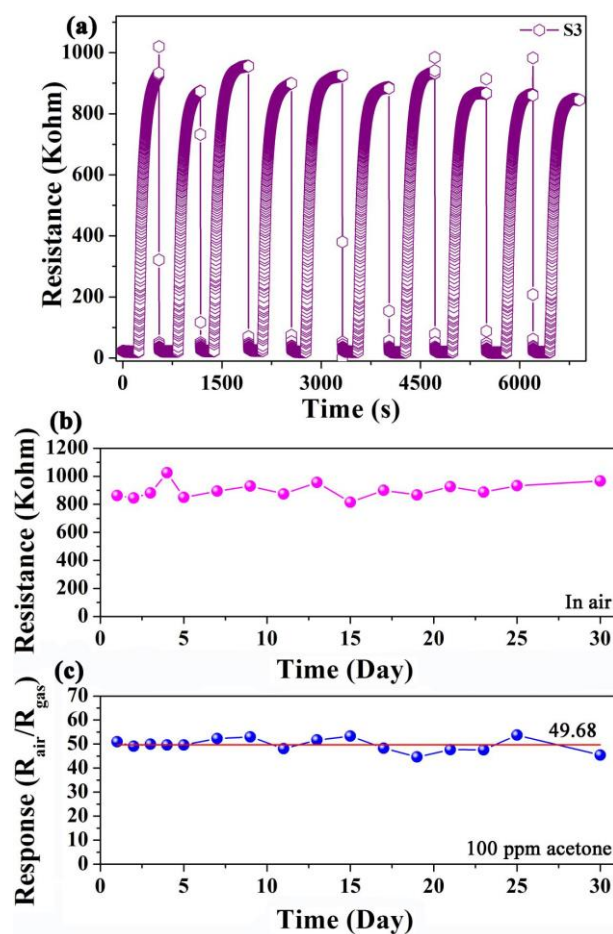 (a)
S3
1000
800
600
400
200
0
Resistance (Kohm)
0 1500 3000 4500 6000
Time (s)
(b)
1200
1000
800
600
400
200
0
Resistance (Kohm)
In air
0 5 10 15 20 25 30
Time (Day)
(c)
70
60
50
40
30
20
10
0
Response (Rair/Rgas)
49.68
100 ppm acetone
0 5 10 15 20 25 30
Time (Day)